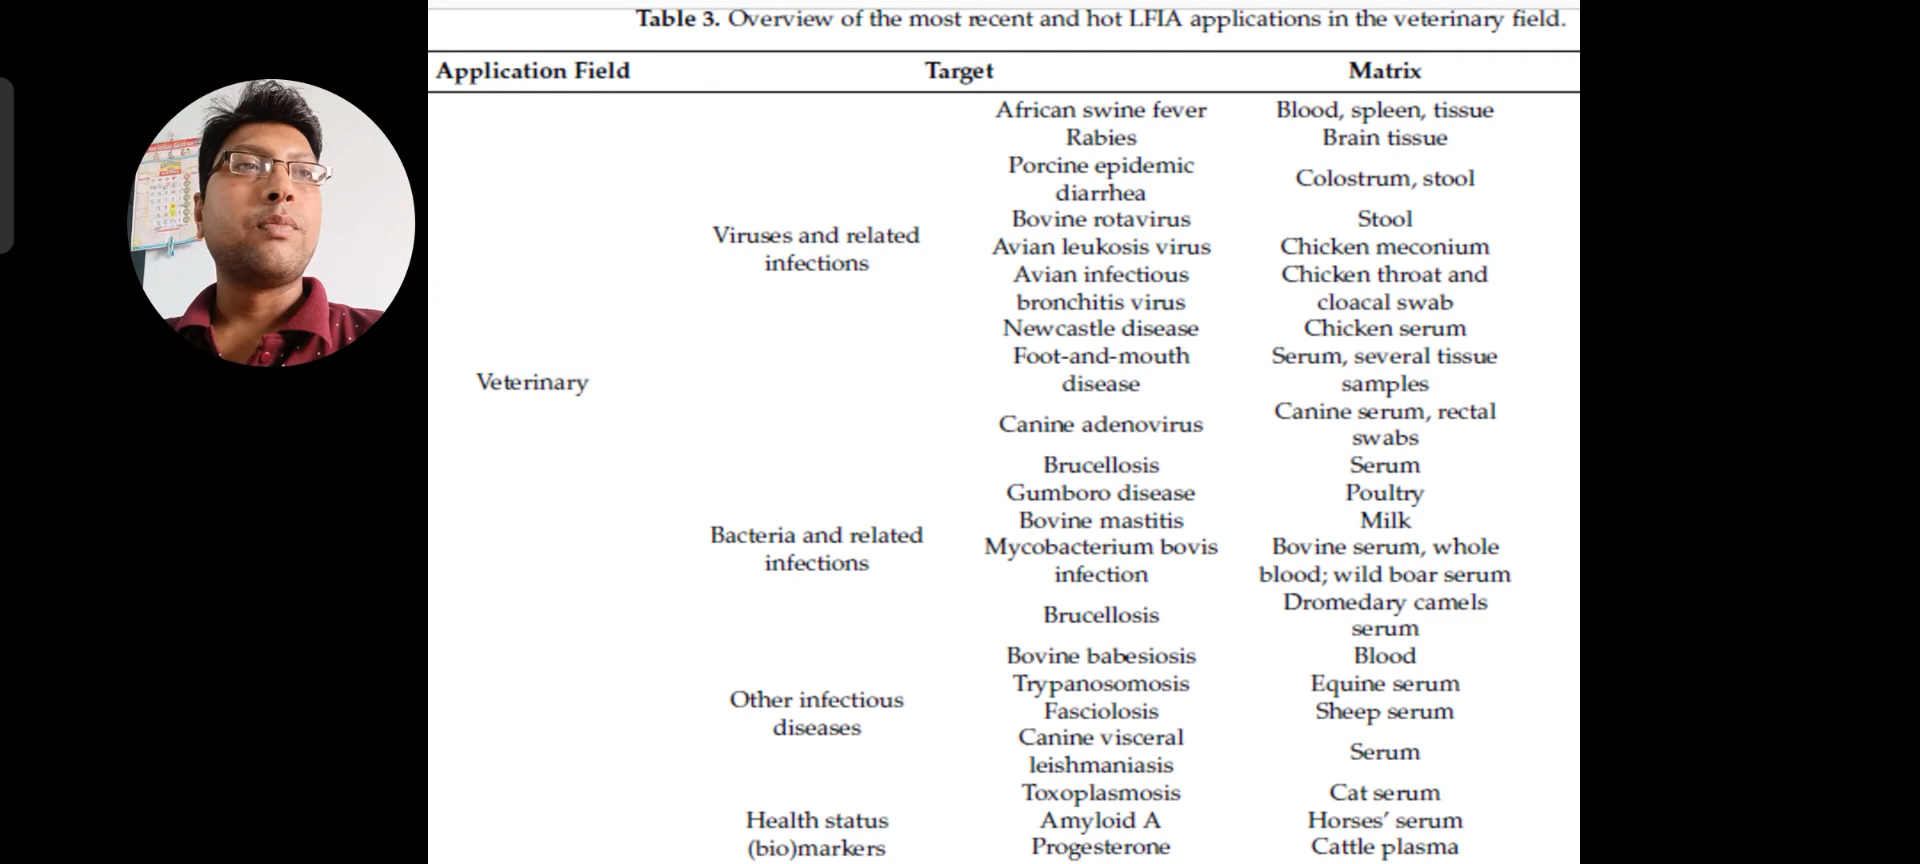 Table 3. Overview of the most recent and hot LFIA applications in the veterinary field.
Application Field Target Matrix
African swine fever Blood, spleen, tissue
Rabies Brain tissue
Porcine epidemic
diarrhea
Colostrum, stool
Bovine rotavirus Stool
Viruses and related
infections
Avian leukosis virus Chicken meconium
Avian infectious
bronchitis virus
Chicken throat and
cloacal swab
Newcastle disease Chicken serum
Foot-and-mouth
disease
Serum, several tissue
samples
Veterinary
Canine adenovirus
Canine serum, rectal
swabs
Brucellosis Serum
Gumboro disease Poultry
Bovine mastitis Milk
Bacteria and related
infections
Mycobacterium bovis
infection
Bovine serum, whole
blood; wild boar serum
Brucellosis
Dromedary camels
serum
Bovine babesiosis Blood
Trypanosomosis Equine serum
Other infectious
diseases
Fasciolosis Sheep serum
Canine visceral
leishmaniasis
Serum
Toxoplasmosis Cat serum
Health status
(bio)markers
Amyloid A Horses' serum
Progesterone Cattle plasma